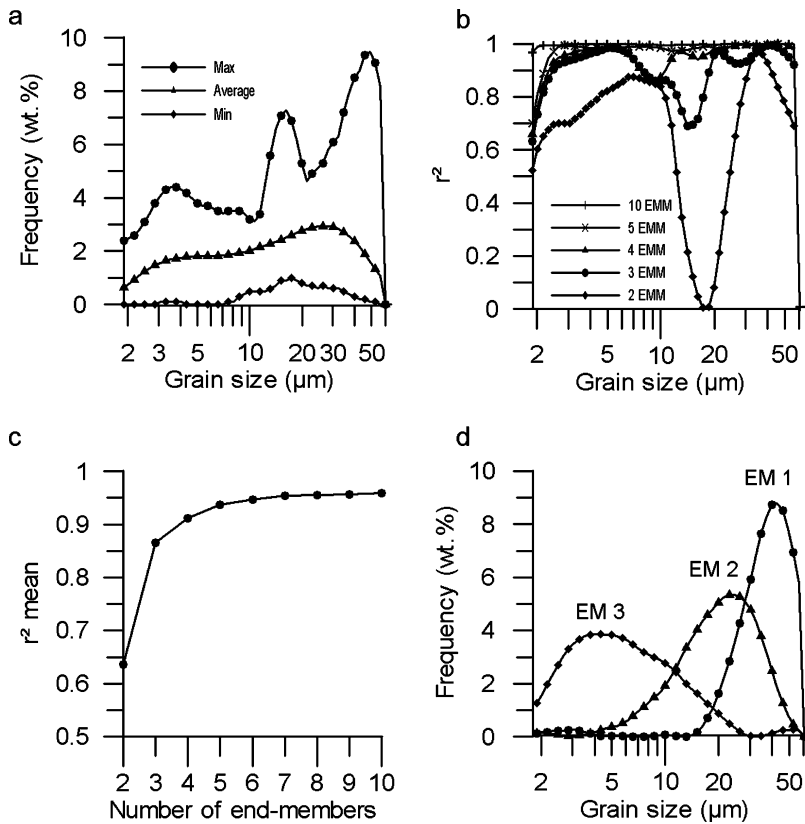 a
Frequency (wt. %)
10
8
6
4
2
0
Max
Average
Min
2 3 5 10 20 30 50
Grain size (µm)
b
r²
1
0.8
0.6
0.4
0.2
0
10 EMM
5 EMM
4 EMM
3 EMM
2 EMM
2 5 10 20 50
Grain size (µm)
c
r² mean
1
0.9
0.8
0.7
0.6
0.5
2 3 4 5 6 7 8 9 10
Number of end-members
d
Frequency (wt. %)
10
8
6
4
2
0
EM 1
EM 2
EM 3
2 5 10 20 50
Grain size (µm)